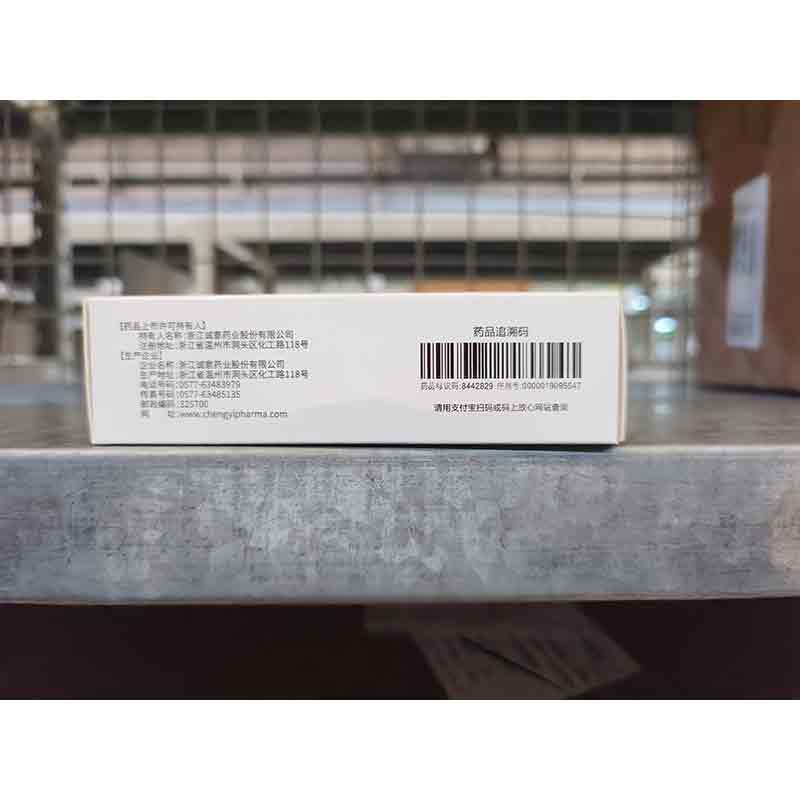 【药品上市许可持有人】
持有人名称:浙江诚意药业股份有限公司
注册地址:浙江省温州市洞头区化工路118号
【生产企业】
企业名称:浙江诚意药业股份有限公司
生产地址:浙江省温州市洞头区化工路118号
电话号码:0577-63483979
传真号码:0577-63485135
邮政编码:325700
网 址:www.chengyipharma.com
药品追溯码
药品标识码:8442829 序列号:0000019095547
请用支付宝扫码或码上放心网站查询